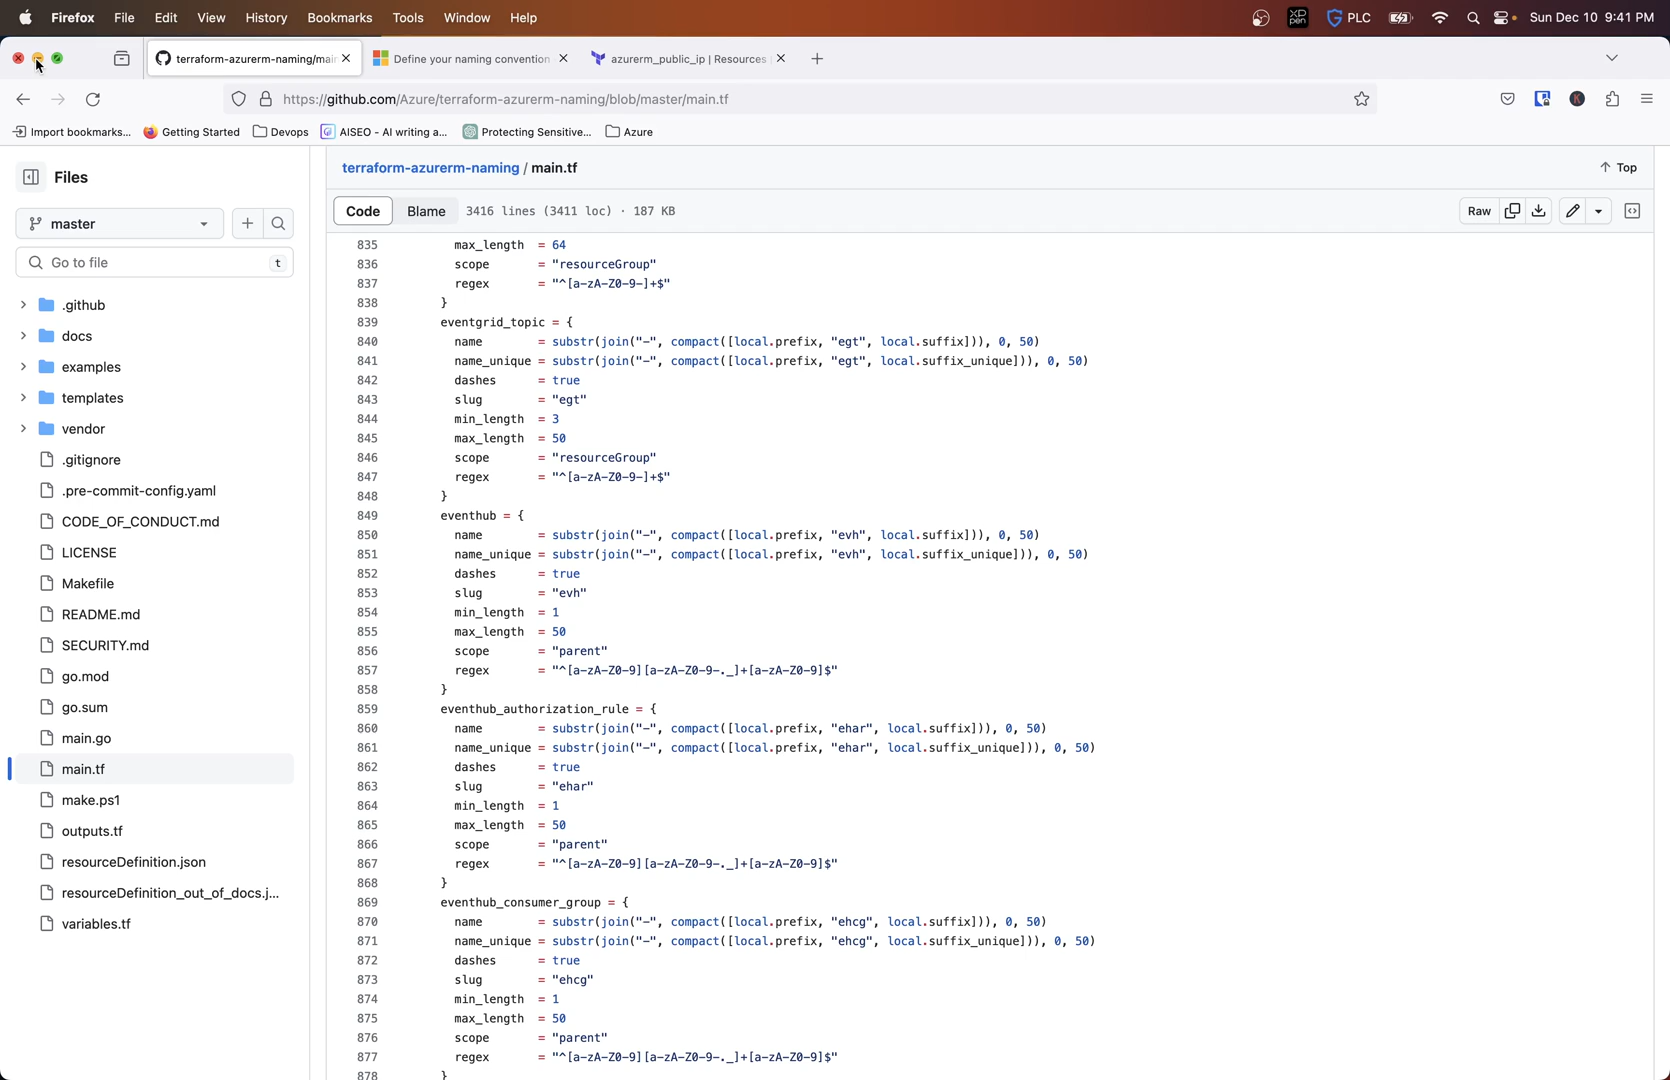 Firefox File Edit View History Bookmarks Tools Window Help
XP PEN PLC Sun Dec 10 9:41 PM
terraform-azurerm-naming/mai
Define your naming convention
azurerm_public_ip | Resources
https://github.com/Azure/terraform-azurerm-naming/blob/master/main.tf
Import bookmarks... Getting Started Devops AISEO - AI writing a... Protecting Sensitive... Azure
Files
master
Go to file t
.github
docs
examples
templates
vendor
.gitignore
.pre-commit-config.yaml
CODE_OF_CONDUCT.md
LICENSE
Makefile
README.md
SECURITY.md
go.mod
go.sum
main.go
main.tf
make.ps1
outputs.tf
resourceDefinition.json
resourceDefinition_out_of_docs.j...
variables.tf
terraform-azurerm-naming / main.tf
Top
Code Blame 3416 lines (3411 loc) · 187 KB Raw
835 max_length = 64
836 scope = "resourceGroup"
837 regex = "^[a-zA-Z0-9-]+$"
838 }
839 eventgrid_topic = {
840 name = substr(join("-", compact([local.prefix, "egt", local.suffix])), 0, 50)
841 name_unique = substr(join("-", compact([local.prefix, "egt", local.suffix_unique])), 0, 50)
842 dashes = true
843 slug = "egt"
844 min_length = 3
845 max_length = 50
846 scope = "resourceGroup"
847 regex = "^[a-zA-Z0-9-]+$"
848 }
849 eventhub = {
850 name = substr(join("-", compact([local.prefix, "evh", local.suffix])), 0, 50)
851 name_unique = substr(join("-", compact([local.prefix, "evh", local.suffix_unique])), 0, 50)
852 dashes = true
853 slug = "evh"
854 min_length = 1
855 max_length = 50
856 scope = "parent"
857 regex = "^[a-zA-Z0-9][a-zA-Z0-9-._]+[a-zA-Z0-9]$"
858 }
859 eventhub_authorization_rule = {
860 name = substr(join("-", compact([local.prefix, "ehar", local.suffix])), 0, 50)
861 name_unique = substr(join("-", compact([local.prefix, "ehar", local.suffix_unique])), 0, 50)
862 dashes = true
863 slug = "ehar"
864 min_length = 1
865 max_length = 50
866 scope = "parent"
867 regex = "^[a-zA-Z0-9][a-zA-Z0-9-._]+[a-zA-Z0-9]$"
868 }
869 eventhub_consumer_group = {
870 name = substr(join("-", compact([local.prefix, "ehcg", local.suffix])), 0, 50)
871 name_unique = substr(join("-", compact([local.prefix, "ehcg", local.suffix_unique])), 0, 50)
872 dashes = true
873 slug = "ehcg"
874 min_length = 1
875 max_length = 50
876 scope = "parent"
877 regex = "^[a-zA-Z0-9][a-zA-Z0-9-._]+[a-zA-Z0-9]$"
878 }